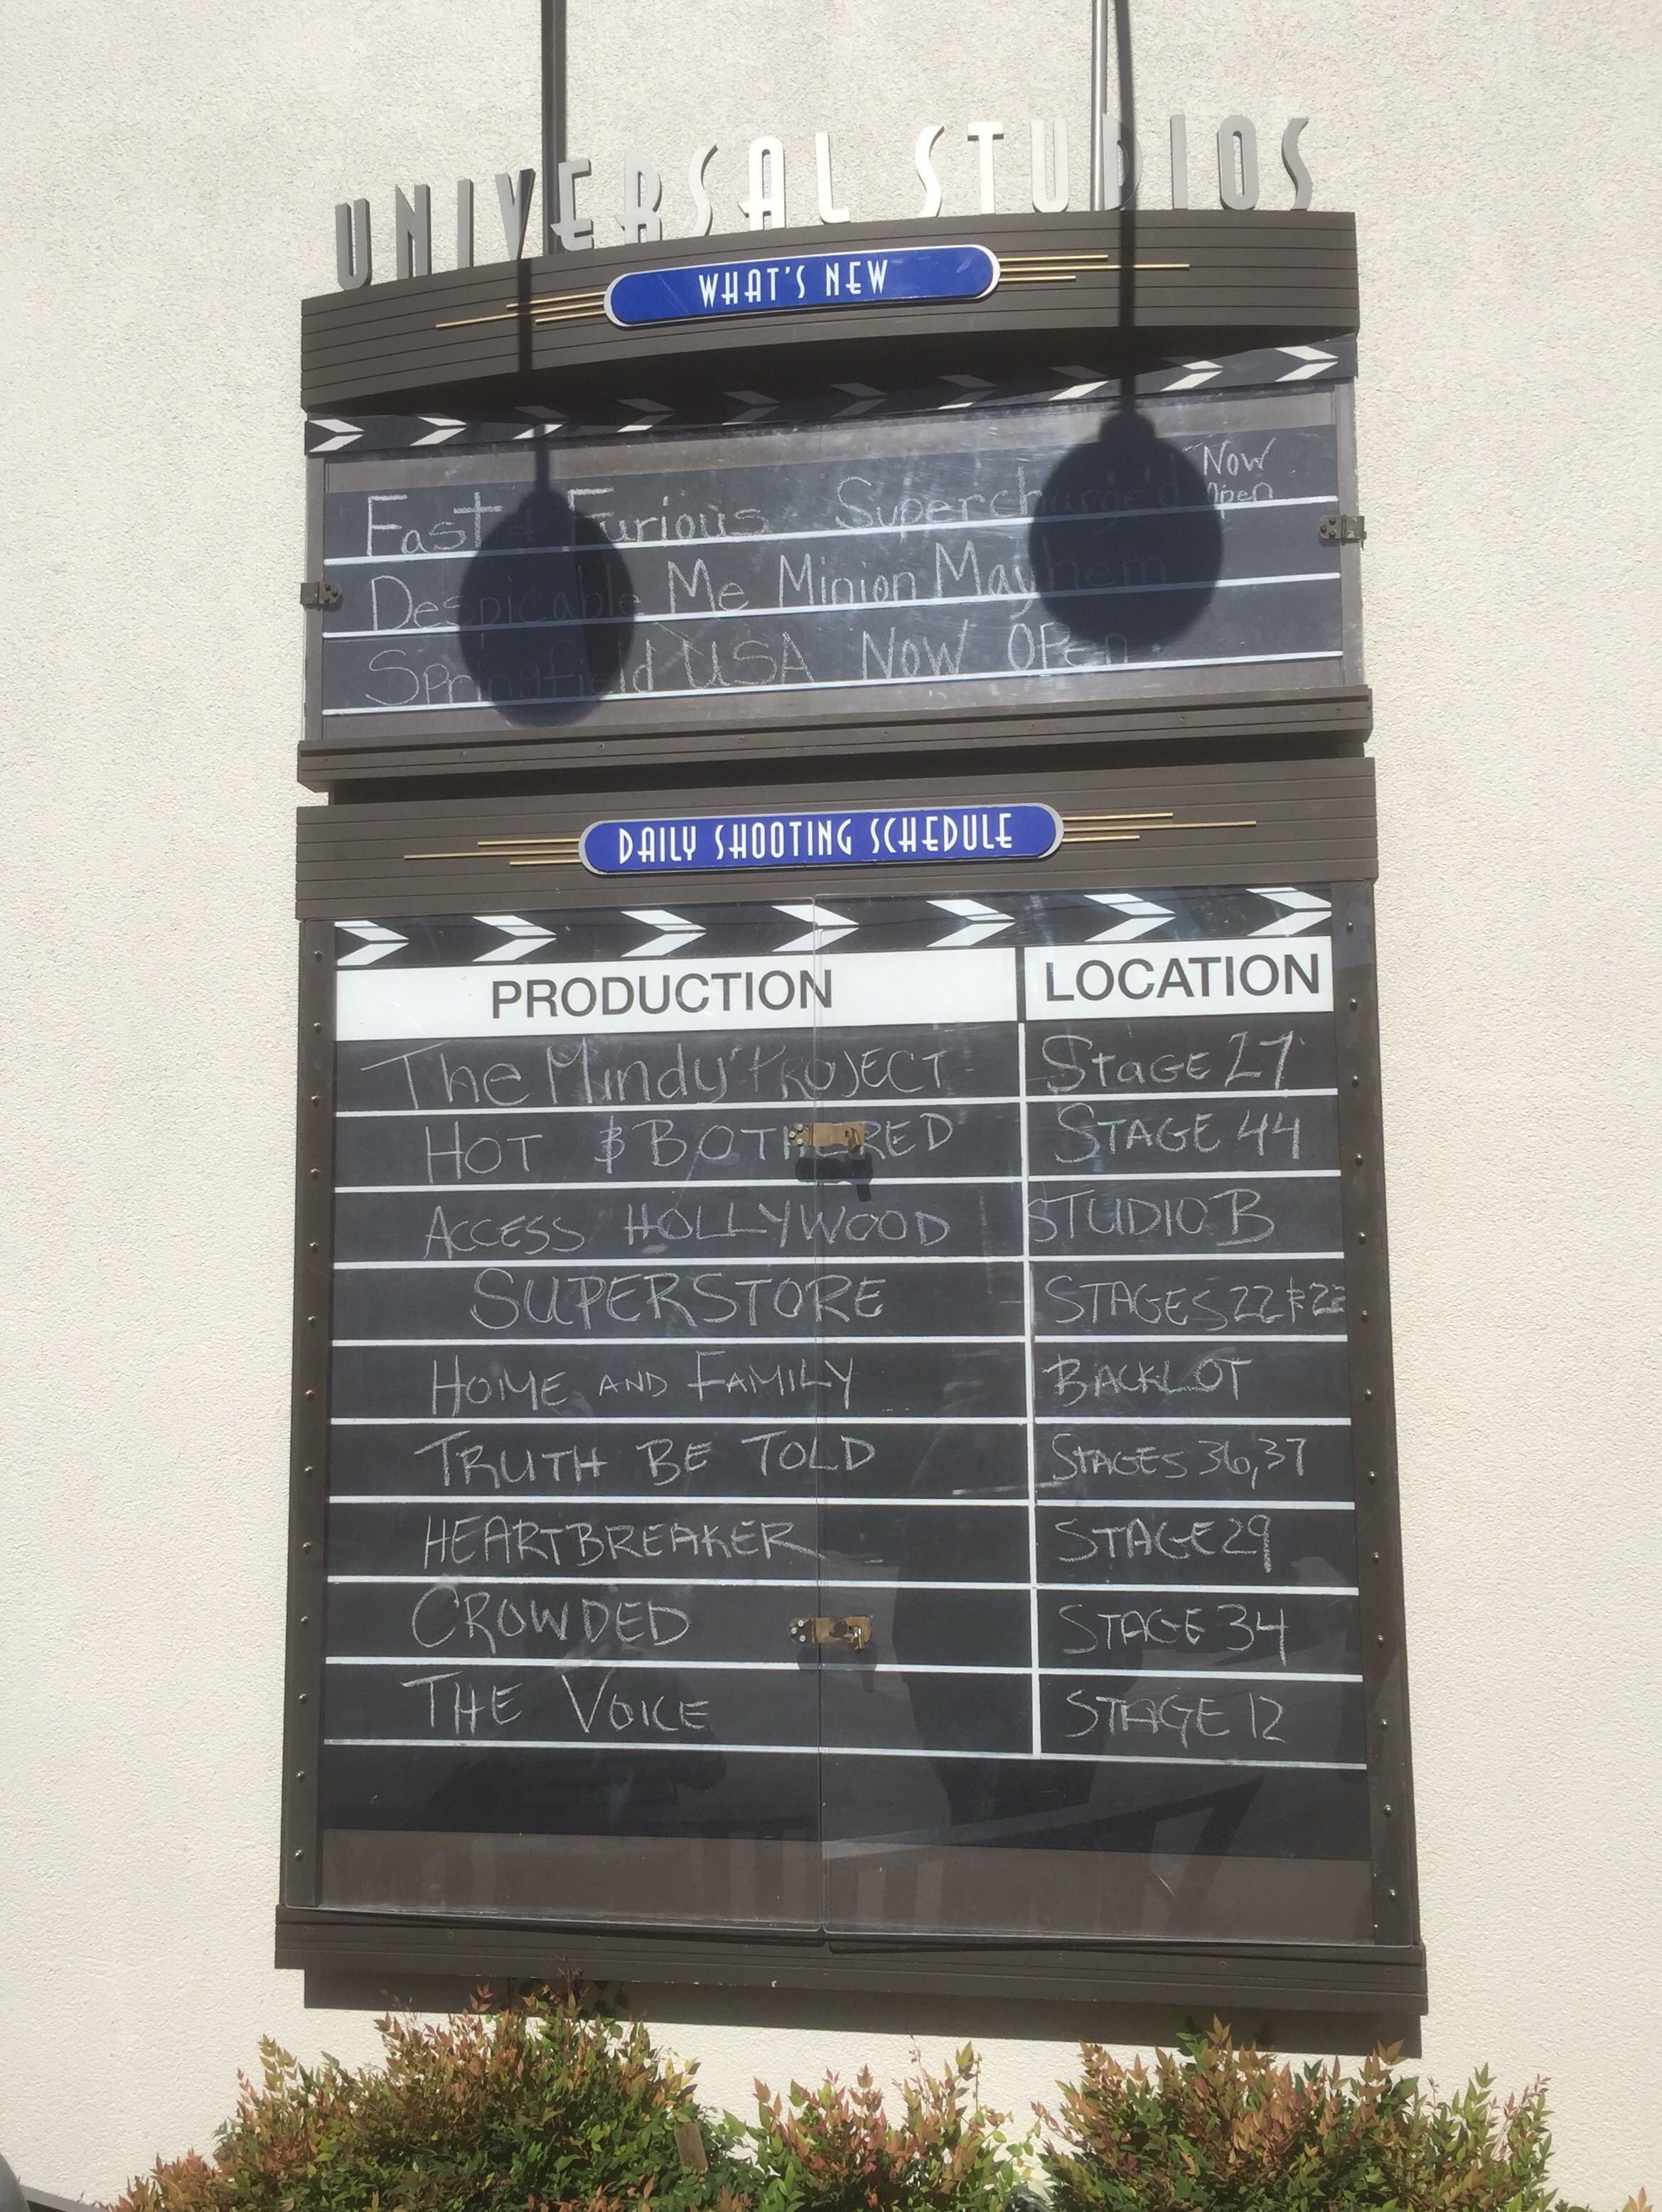 UNIVERSAL STUDIOS
WHAT'S NEW
Fast & Furious Supercharged Now Open
Despicable Me Minion Mayhem
Springfield USA NOW OPEn
DAILY SHOOTING SCHEDULE
PRODUCTION LOCATION
The Mindy PROJECT STAGE 27
HOT & BOTHERED STAGE 44
ACCESS HOLLYWOOD STUDIO B
SUPERSTORE STAGES 22 &
HOME AND FAMILY BACKLOT
TRUTH BE TOLD STAGES 36,37
HEARTBREAKER STAGE 29
CROWDED STAGE 34
THE VOICE STAGE 12